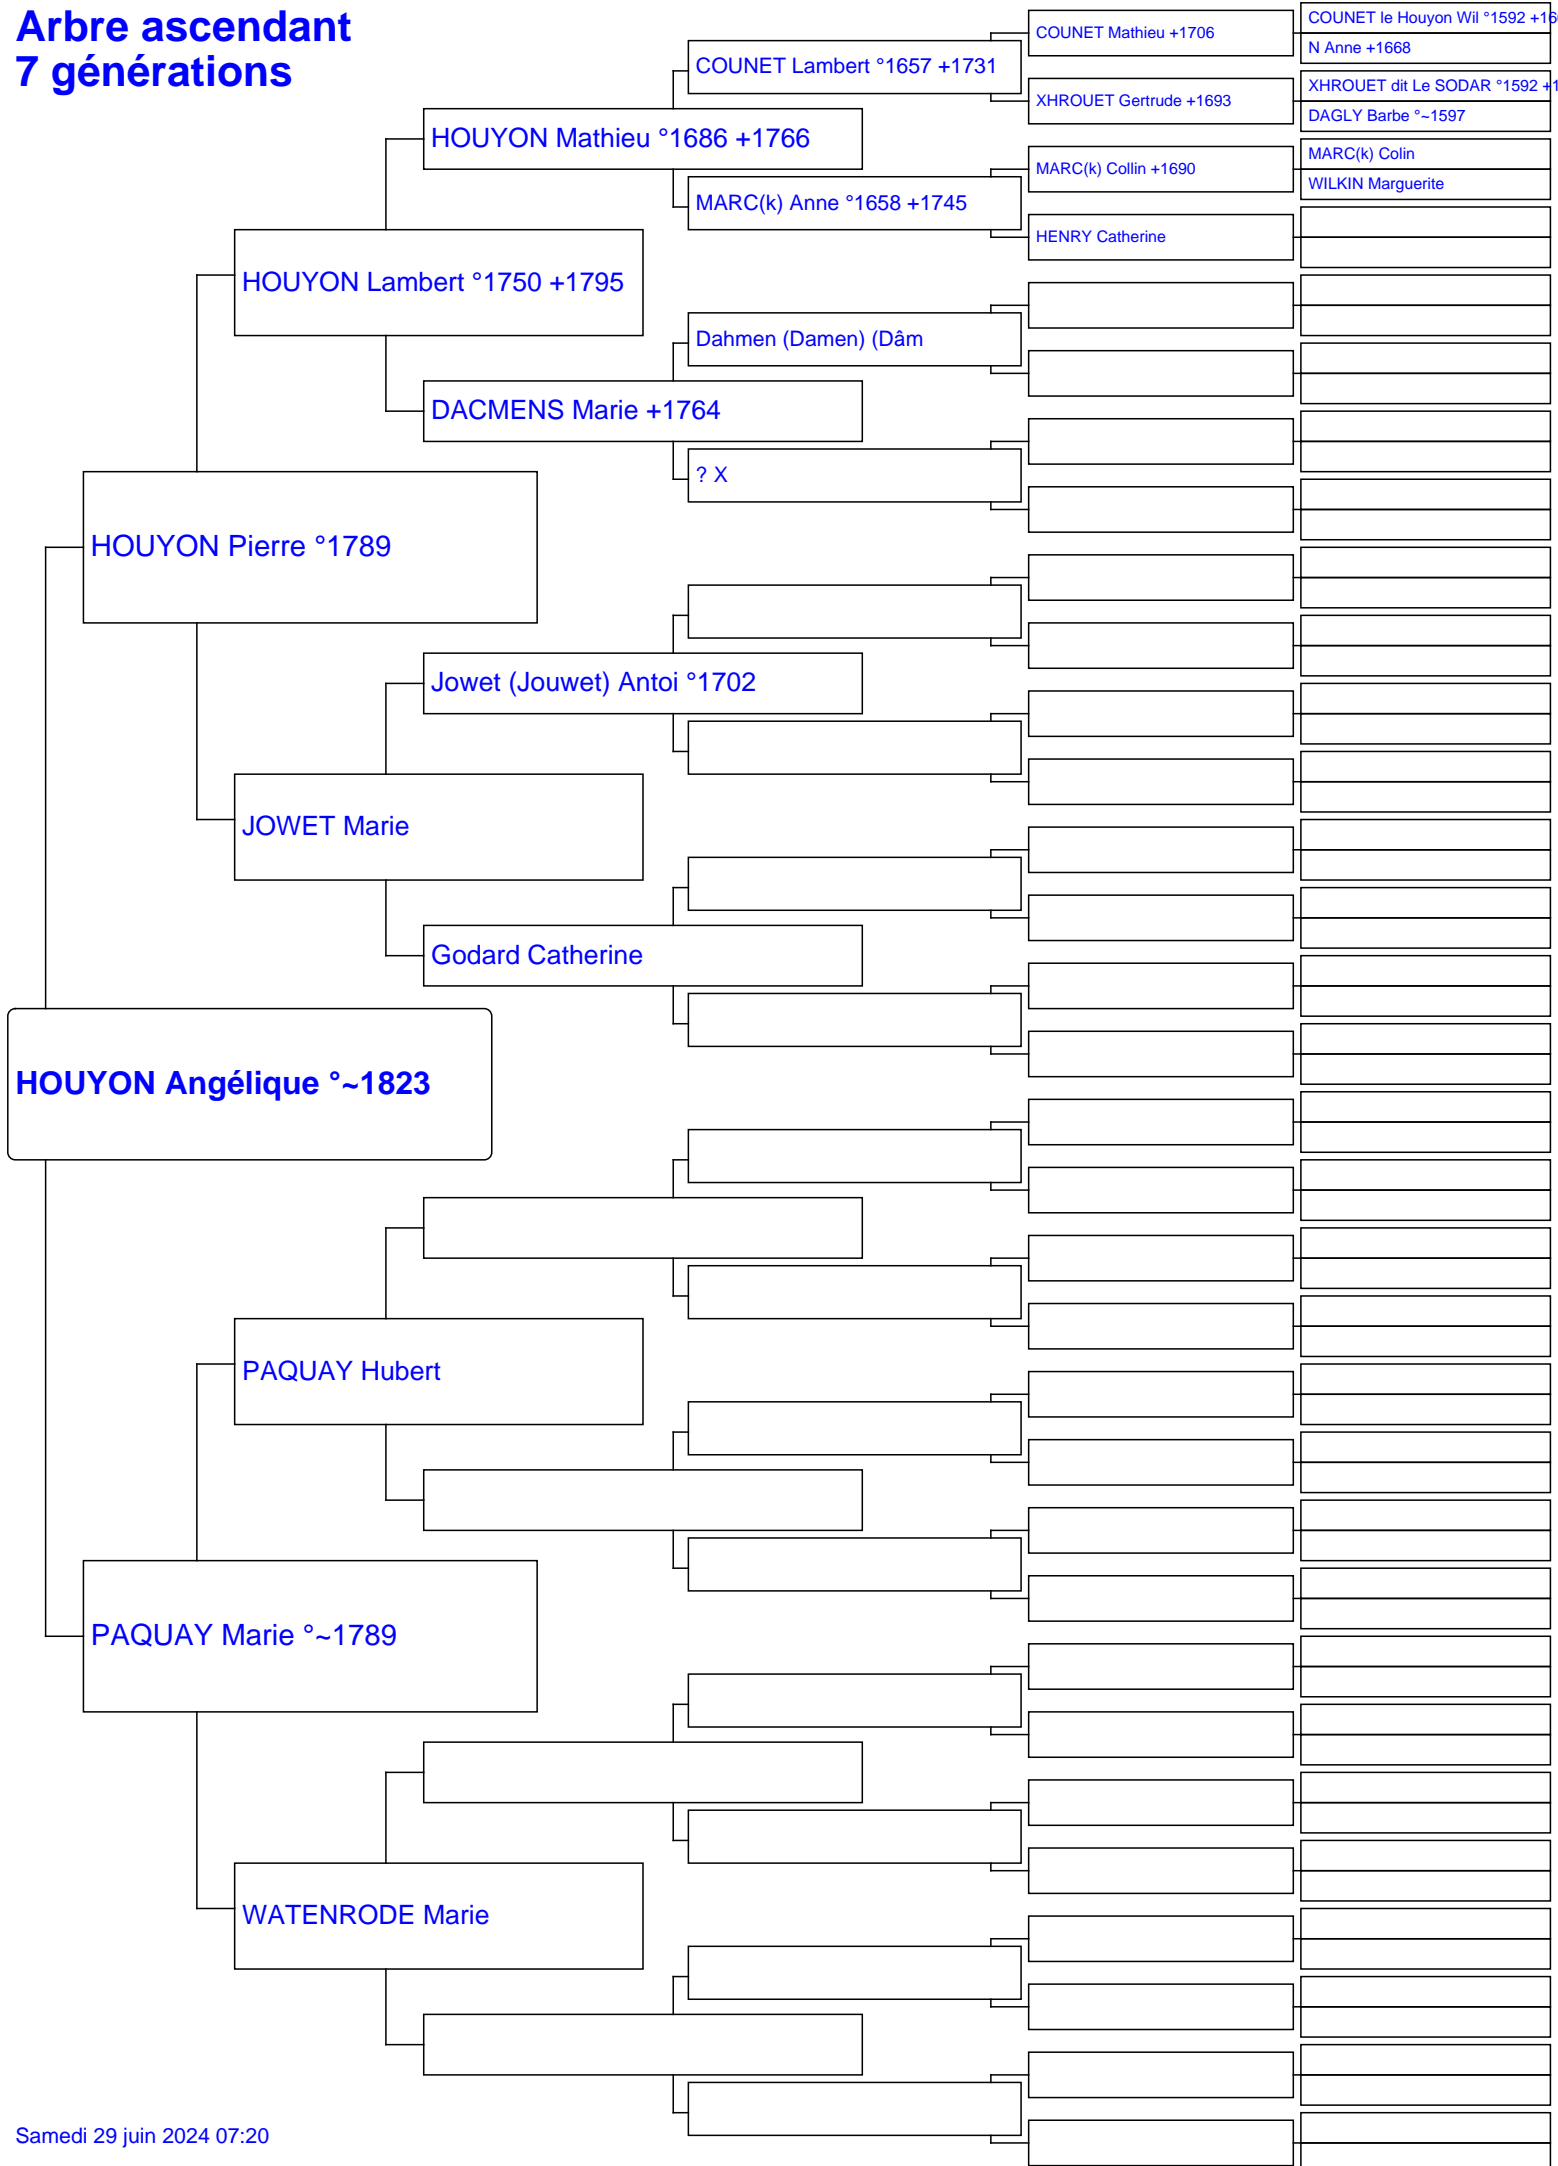 Arbre ascendant
7 générations
COUNET le Houyon Wil °1592 +16
COUNET Mathieu +1706
N Anne +1668
COUNET Lambert °1657 +1731
XHROUET dit Le SODAR °1592 +1
XHROUET Gertrude +1693
DAGLY Barbe °~1597
HOUYON Mathieu °1686 +1766
MARC(k) Colin
MARC(k) Collin +1690
WILKIN Marguerite
MARC(k) Anne °1658 +1745
HENRY Catherine
HOUYON Lambert °1750 +1795
Dahmen (Damen) (Dâm
DACMENS Marie +1764
? X
HOUYON Pierre °1789
Jowet (Jouwet) Antoi °1702
JOWET Marie
Godard Catherine
HOUYON Angélique °~1823
PAQUAY Hubert
PAQUAY Marie °~1789
WATENRODE Marie
Samedi 29 juin 2024 07:20